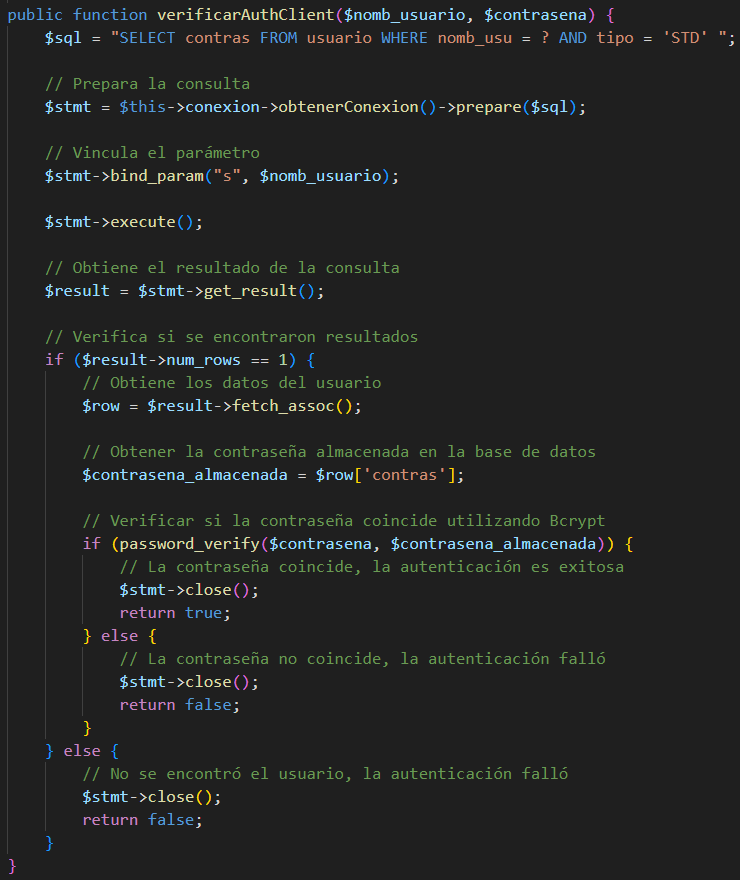 public function verificarAuthClient($nomb_usuario, $contrasena) {
    $sql = "SELECT contras FROM usuario WHERE nomb_usu = ? AND tipo = 'STD' ";

    // Prepara la consulta
    $stmt = $this->conexion->obtenerConexion()->prepare($sql);

    // Vincula el parámetro
    $stmt->bind_param("s", $nomb_usuario);

    $stmt->execute();

    // Obtiene el resultado de la consulta
    $result = $stmt->get_result();

    // Verifica si se encontraron resultados
    if ($result->num_rows == 1) {
        // Obtiene los datos del usuario
        $row = $result->fetch_assoc();

        // Obtener la contraseña almacenada en la base de datos
        $contrasena_almacenada = $row['contras'];

        // Verificar si la contraseña coincide utilizando Bcrypt
        if (password_verify($contrasena, $contrasena_almacenada)) {
            // La contraseña coincide, la autenticación es exitosa
            $stmt->close();
            return true;
        } else {
            // La contraseña no coincide, la autenticación falló
            $stmt->close();
            return false;
        }
    } else {
        // No se encontró el usuario, la autenticación falló
        $stmt->close();
        return false;
    }
}